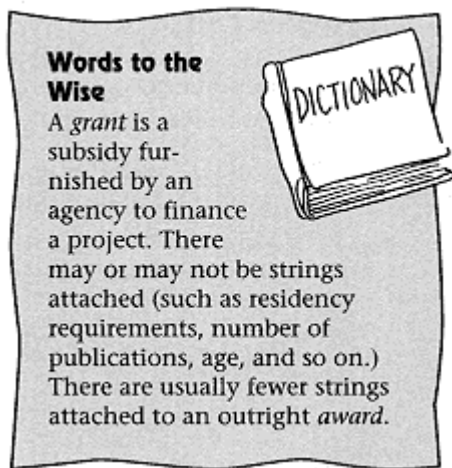 Words to the
Wise
DICTIONARY
A grant is a
subsidy fur-
nished by an
agency to finance
a project. There
may or may not be strings
attached (such as residency
requirements, number of
publications, age, and so on.)
There are usually fewer strings
attached to an outright award.